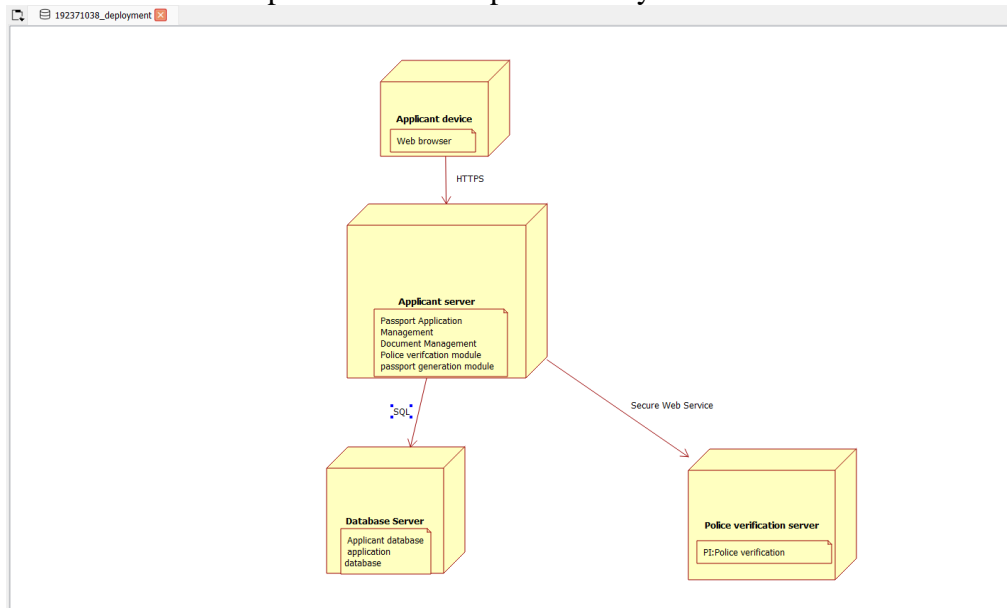 192371038_deployment
Applicant device
Web browser
HTTPS
Applicant server
Passport Application
Management
Document Management
Police verifcation module
passport generation module
SQL
Secure Web Service
Database Server
Applicant database
application
database
Police verification server
PI:Police verification